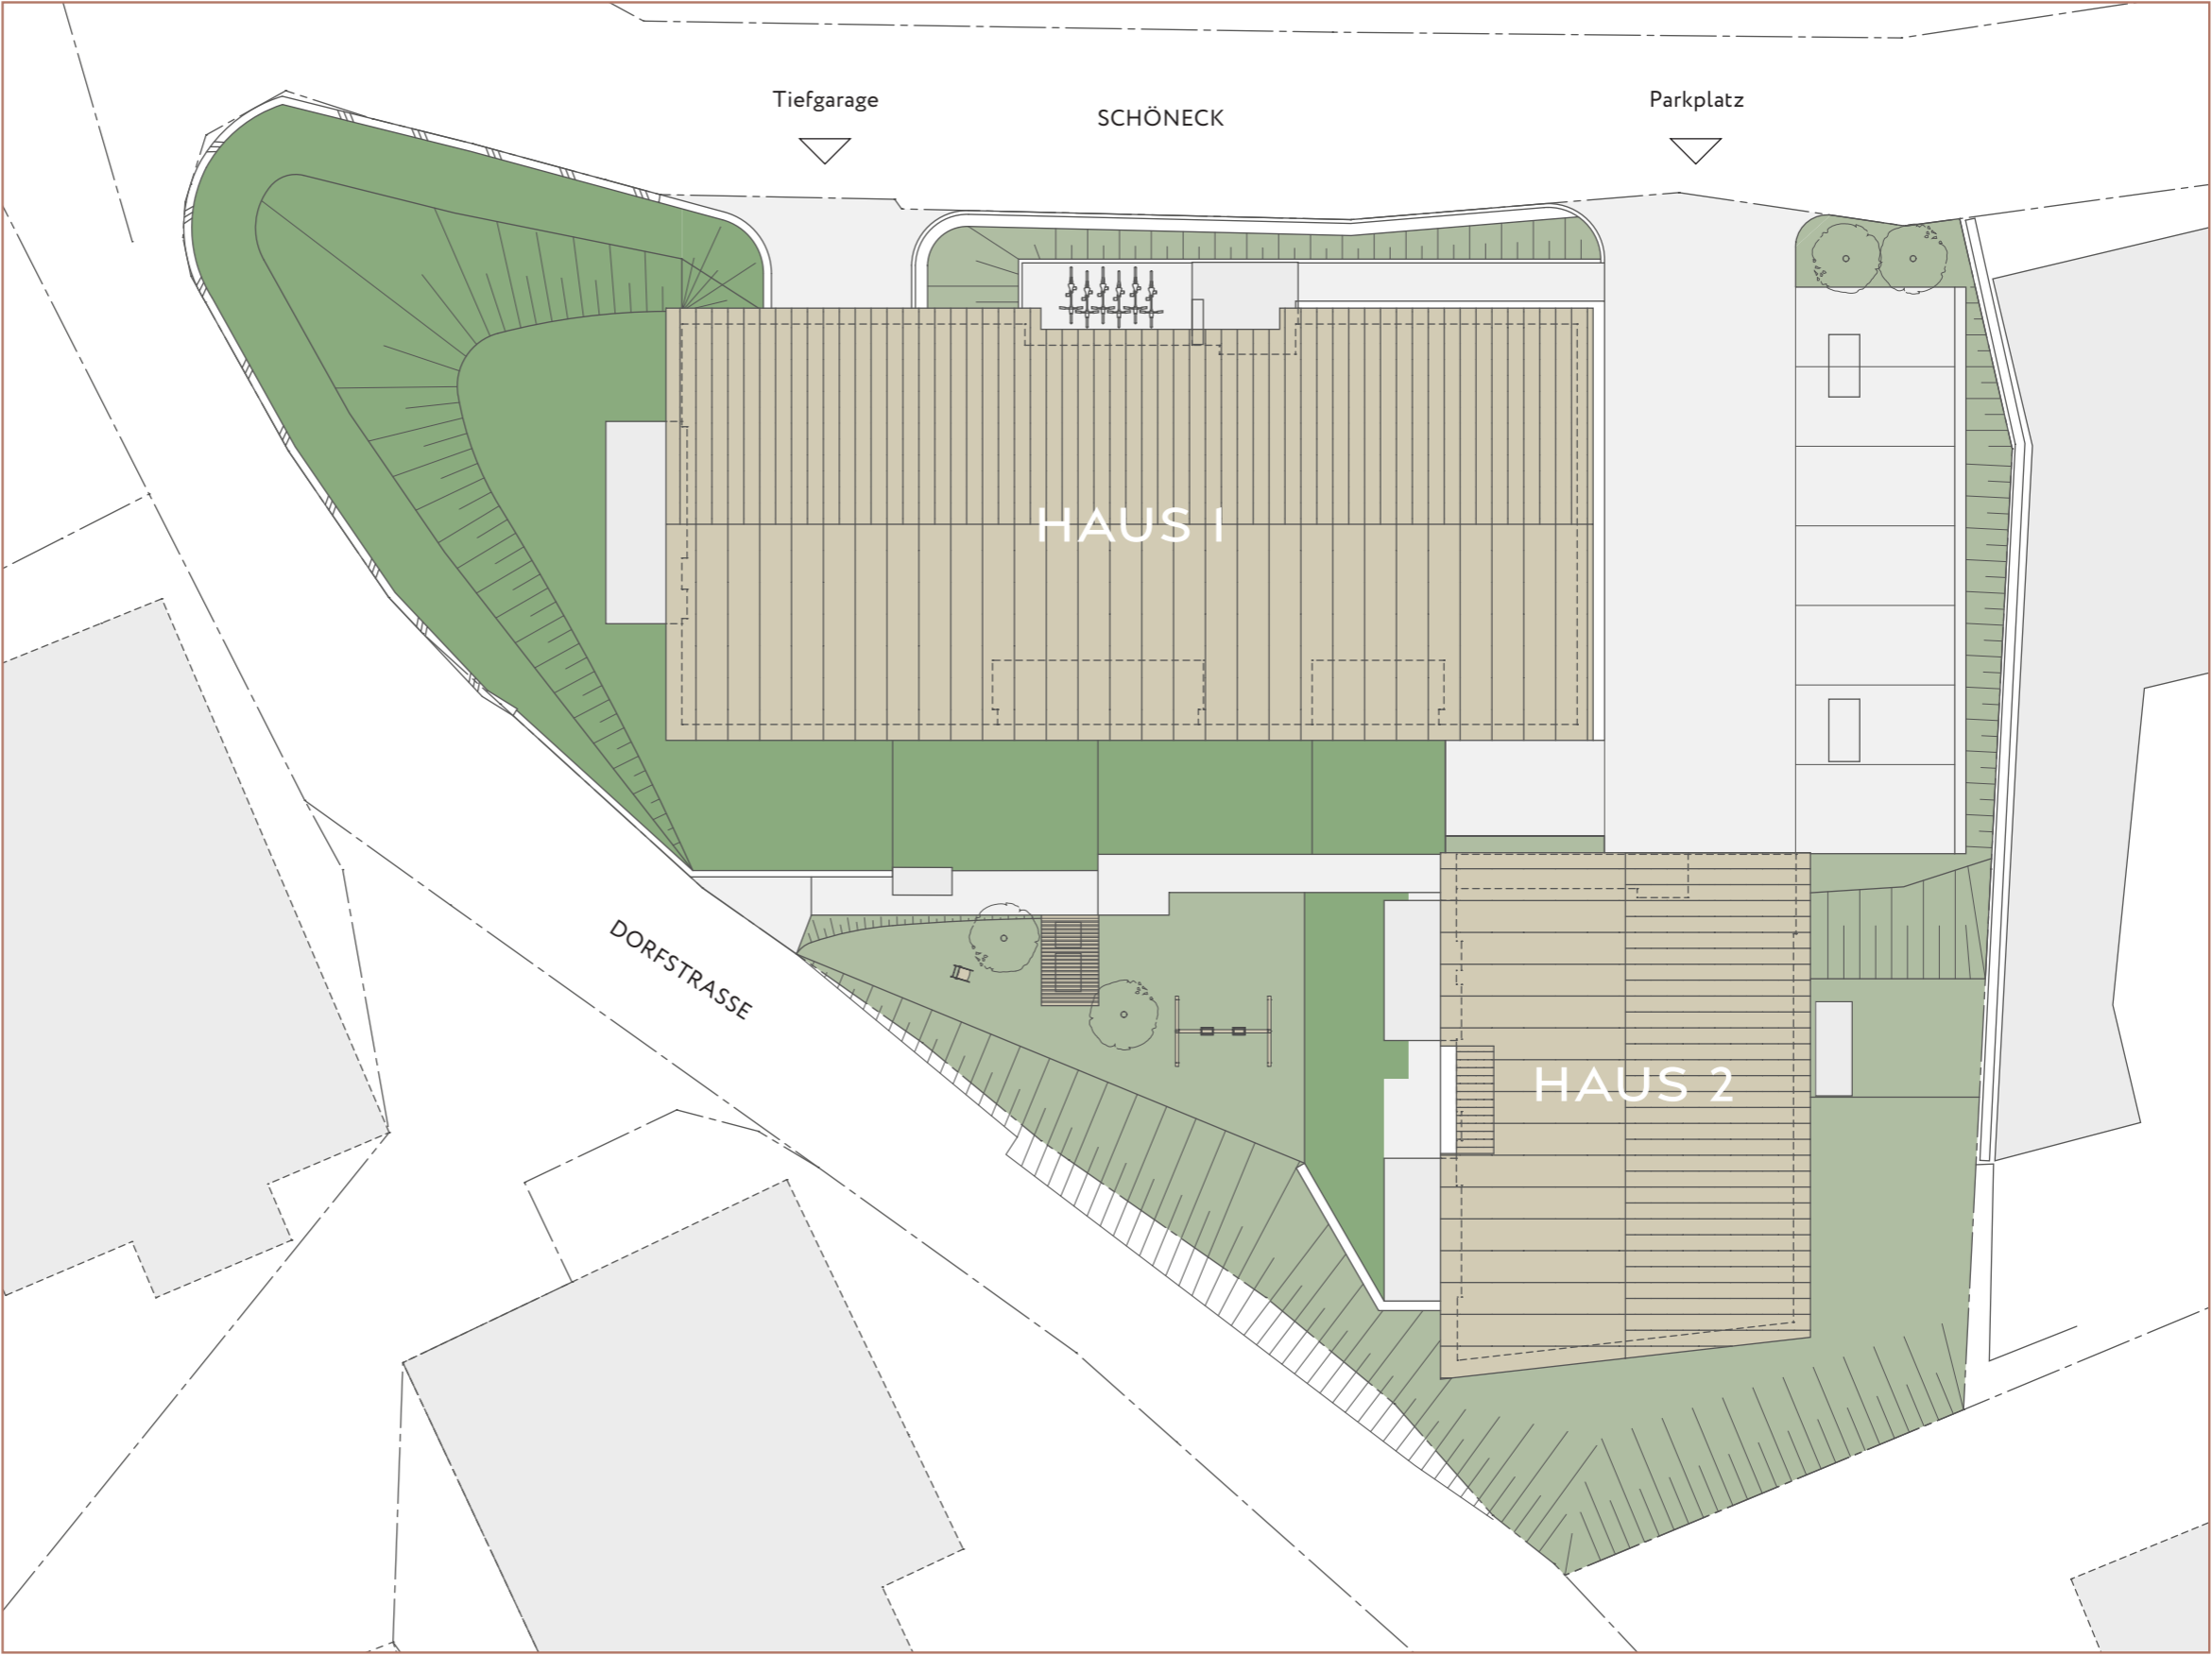 Tiefgarage
SCHÖNECK
Parkplatz
HAUS 1
DORFSTRASSE
HAUS 2